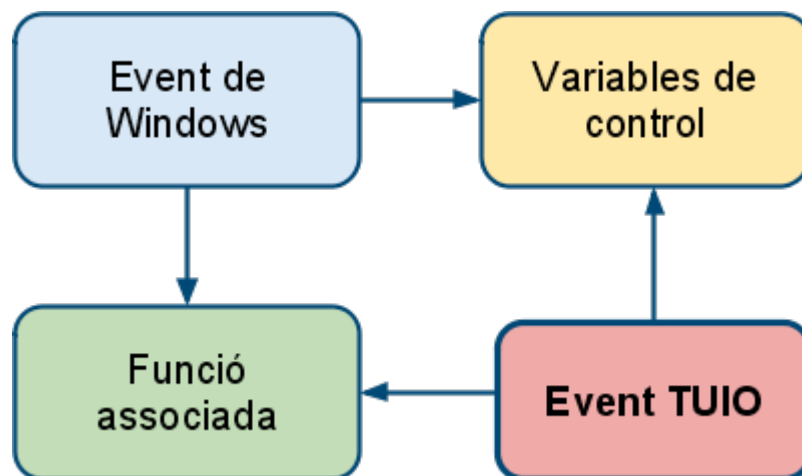 Event de
Windows
Variables de
control
Funció
associada
Event TUIO